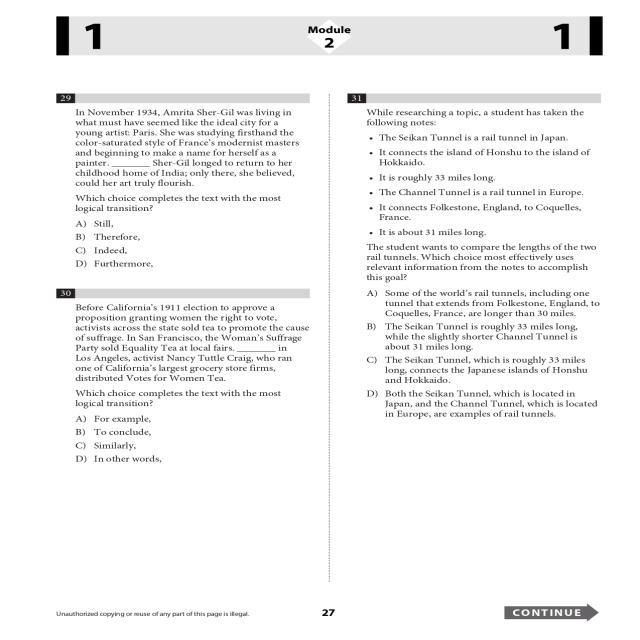 1
Module
2
1
29
In November 1934, Amrita Sher-Gil was living in
what must have seemed like the ideal city for a
young artist: Paris. She was studying firsthand the
color-saturated style of France's modernist masters
and beginning to make a name for herself as a
painter. _______ Sher-Gil longed to return to her
childhood home of India; only there, she believed,
could her art truly flourish.
Which choice completes the text with the most
logical transition?
A) Still,
B) Therefore,
C) Indeed,
D) Furthermore,
30
Before California's 1911 election to approve a
proposition granting women the right to vote,
activists across the state sold tea to promote the cause
of suffrage. In San Francisco, the Woman's Suffrage
Party sold Equality Tea at local fairs. _______ in
Los Angeles, activist Nancy Tuttle Craig, who ran
one of California's largest grocery store firms,
distributed Votes for Women Tea.
Which choice completes the text with the most
logical transition?
A) For example,
B) To conclude,
C) Similarly,
D) In other words,
31
While researching a topic, a student has taken the
following notes:
• The Seikan Tunnel is a rail tunnel in Japan.
• It connects the island of Honshu to the island of
Hokkaido.
• It is roughly 33 miles long.
• The Channel Tunnel is a rail tunnel in Europe.
• It connects Folkestone, England, to Coquelles,
France.
• It is about 31 miles long.
The student wants to compare the lengths of the two
rail tunnels. Which choice most effectively uses
relevant information from the notes to accomplish
this goal?
A) Some of the world's rail tunnels, including one
tunnel that extends from Folkestone, England, to
Coquelles, France, are longer than 30 miles.
B) The Seikan Tunnel is roughly 33 miles long,
while the slightly shorter Channel Tunnel is
about 31 miles long.
C) The Seikan Tunnel, which is roughly 33 miles
long, connects the Japanese islands of Honshu
and Hokkaido.
D) Both the Seikan Tunnel, which is located in
Japan, and the Channel Tunnel, which is located
in Europe, are examples of rail tunnels.
Unauthorized copying or reuse of any part of this page is illegal.
27
CONTINUE